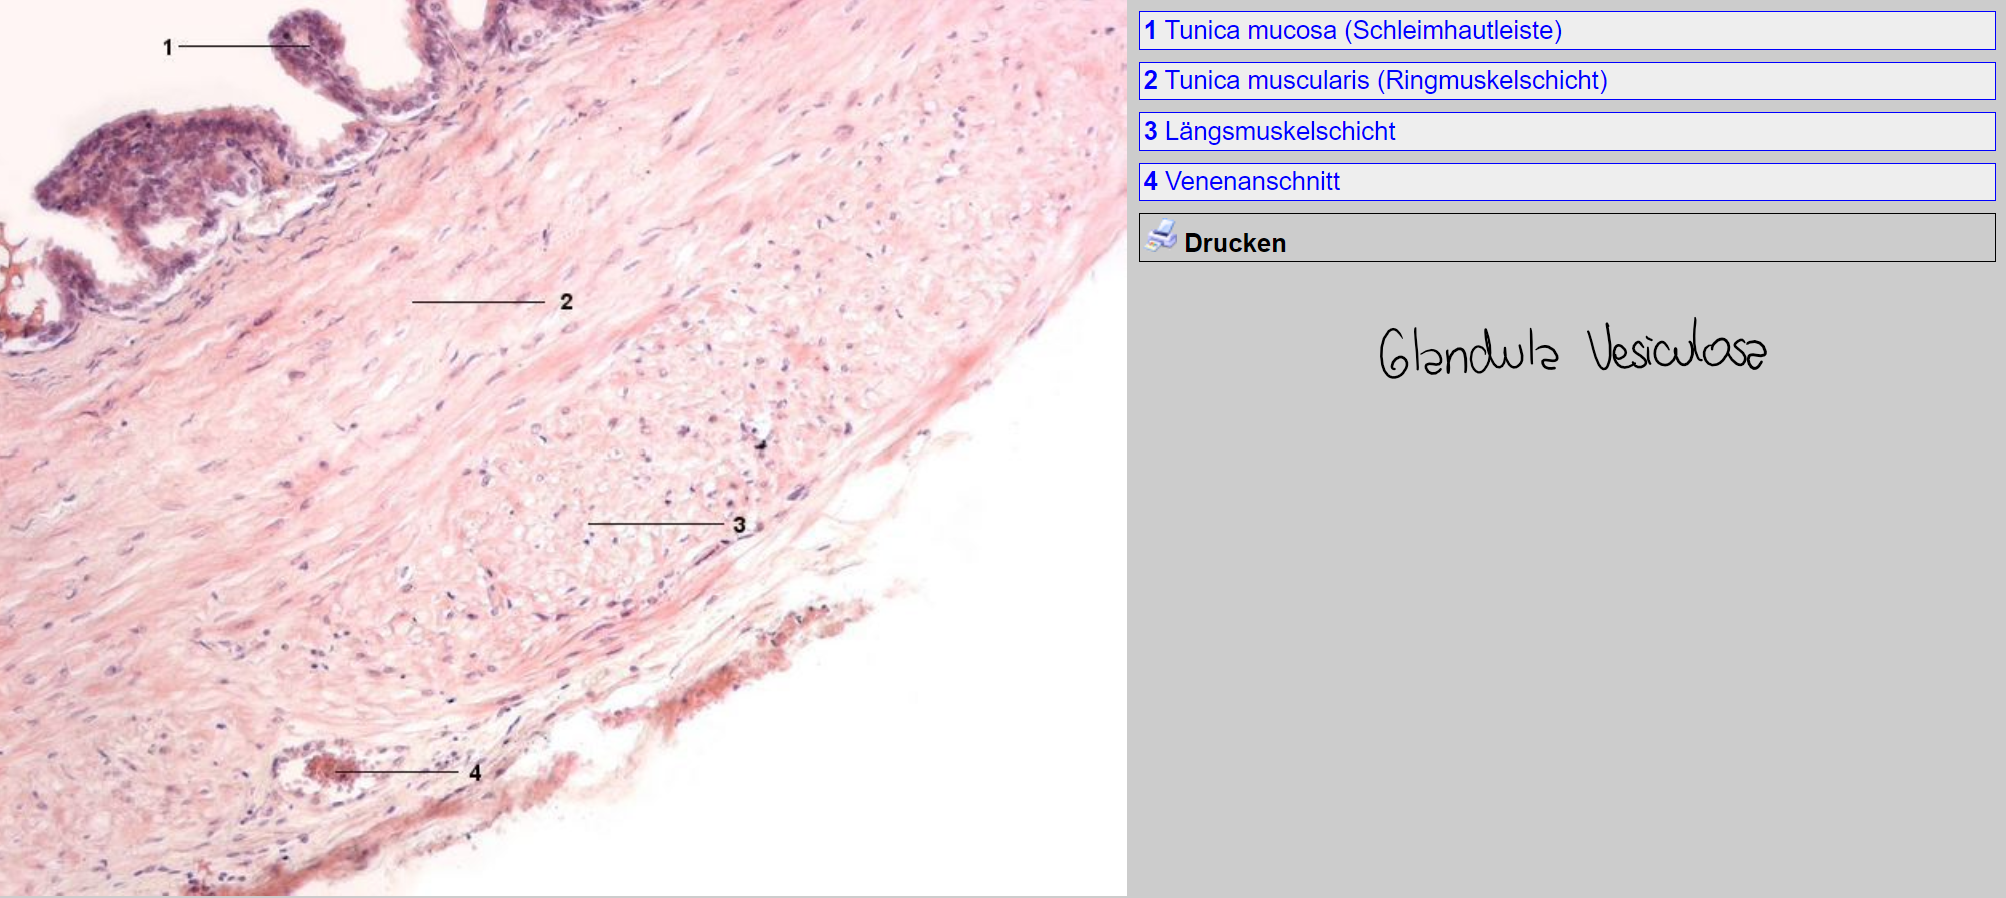 1
2
3
4
1 Tunica mucosa (Schleimhautleiste)
2 Tunica muscularis (Ringmuskelschicht)
3 Längsmuskelschicht
4 Venenanschnitt
Drucken
Glandula Vesiculosa